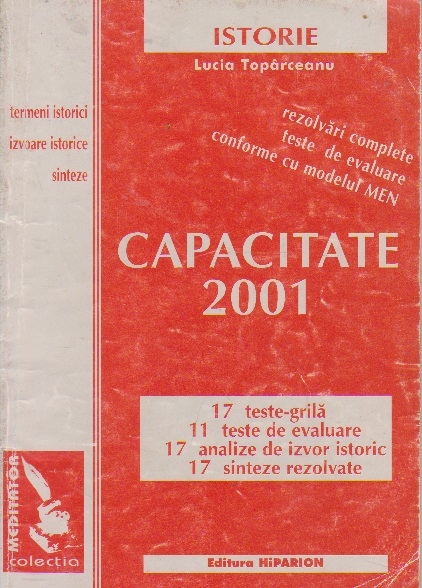 ISTORIE
Lucia Topârceanu
termeni istorici
izvoare istorice
sinteze
rezolvări complete
teste de evaluare
conforme cu modelul MEN
CAPACITATE
2001
17 teste-grilă
11 teste de evaluare
17 analize de izvor istoric
17 sinteze rezolvate
MEDITATOR
colectia
Editura HiPARION